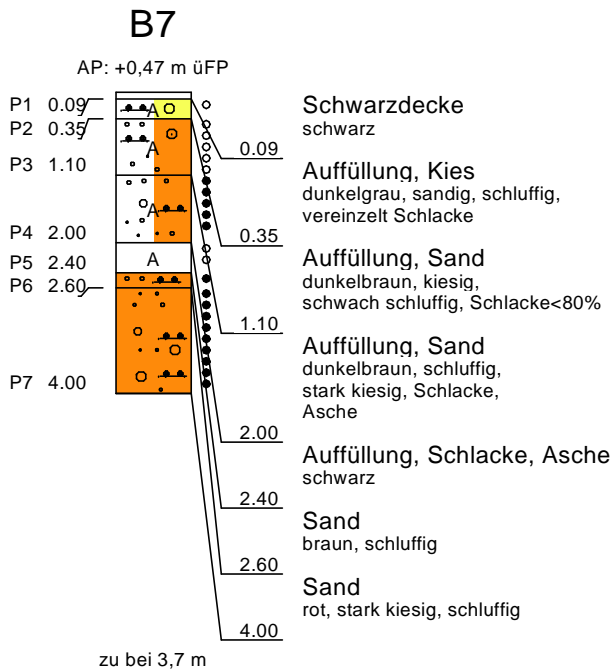 B7
AP: +0,47 m üFP
P1 0.09
P2 0.35
P3 1.10
P4 2.00
P5 2.40
P6 2.60
P7 4.00
A
A
A
A
0.09
0.35
1.10
2.00
2.40
2.60
4.00
Schwarzdecke
schwarz
Auffüllung, Kies
dunkelgrau, sandig, schluffig,
vereinzelt Schlacke
Auffüllung, Sand
dunkelbraun, kiesig,
schwach schluffig, Schlacke<80%
Auffüllung, Sand
dunkelbraun, schluffig,
stark kiesig, Schlacke,
Asche
Auffüllung, Schlacke, Asche
schwarz
Sand
braun, schluffig
Sand
rot, stark kiesig, schluffig
zu bei 3,7 m